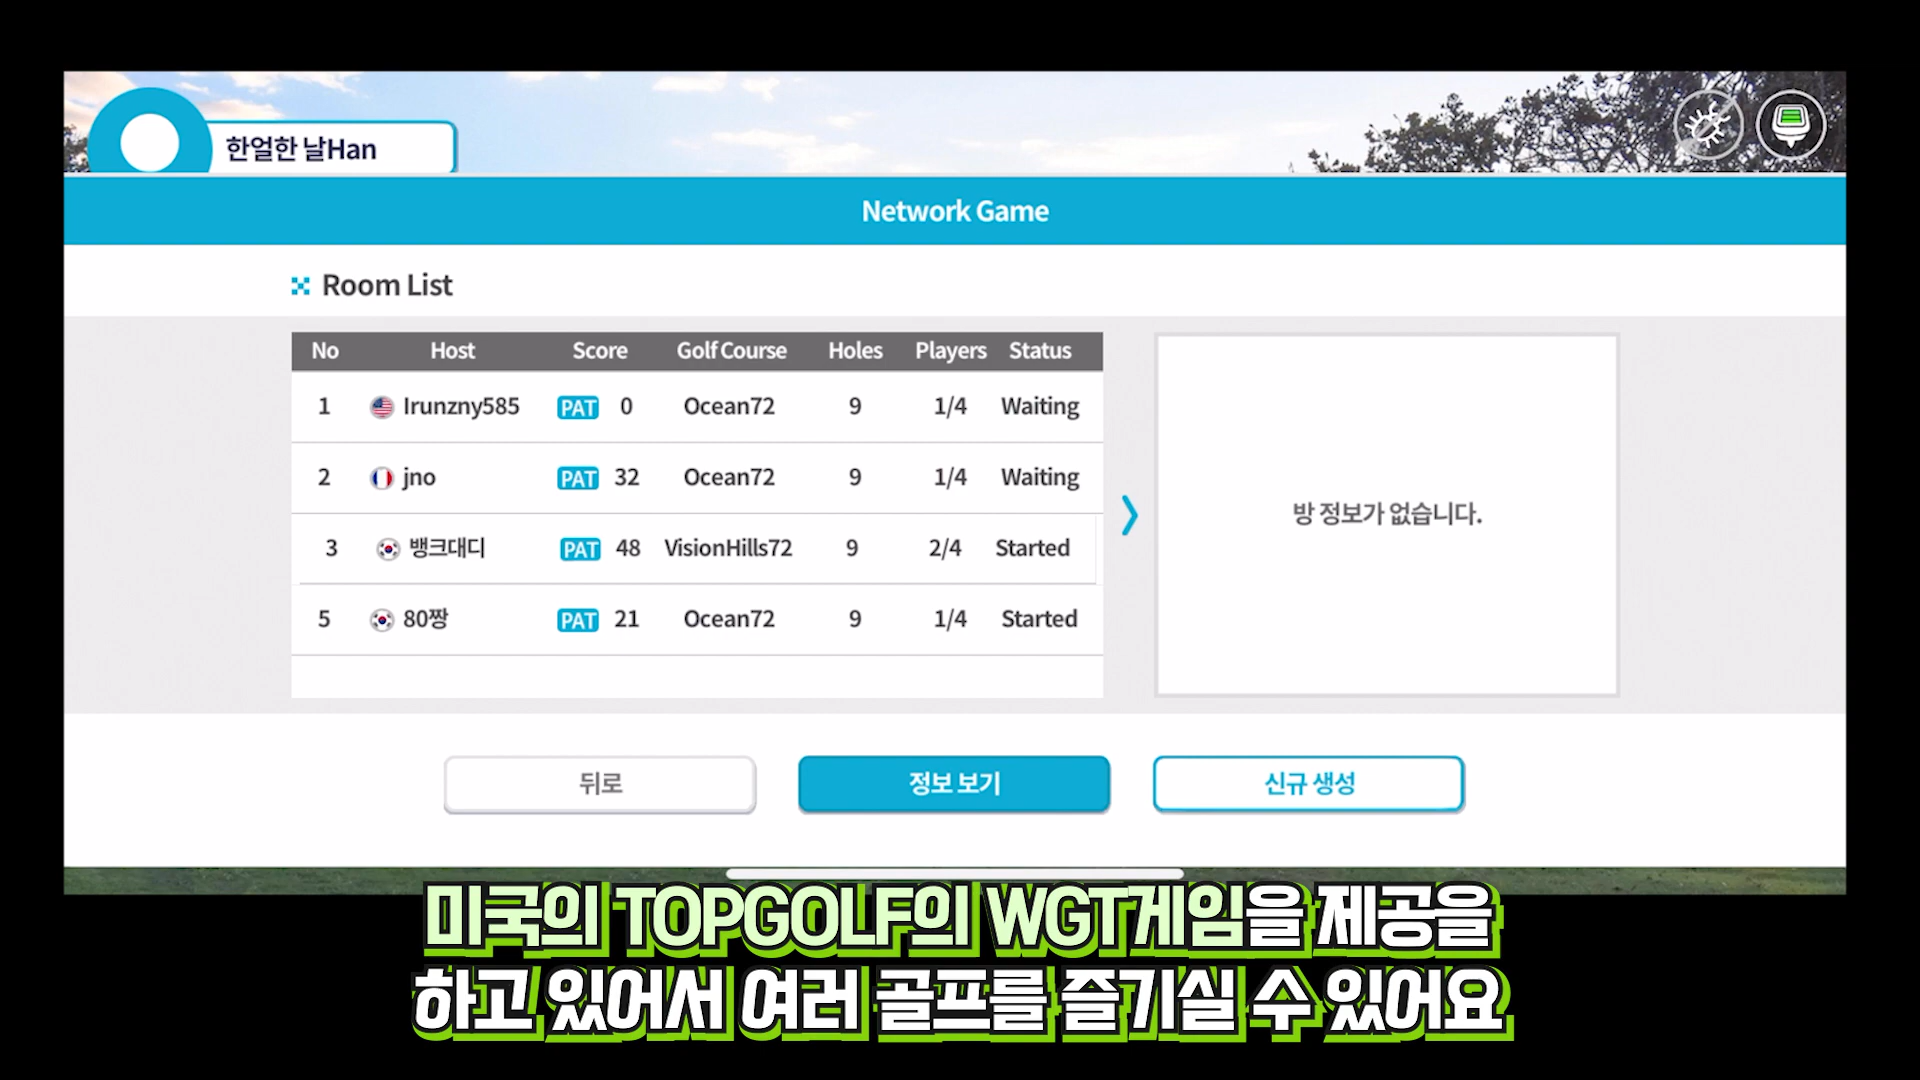 한얼한 날Han
Network Game
Room List
No Host Score Golf Course Holes Players Status
1 Irunzny585 PAT 0 Ocean72 9 1/4 Waiting
2 jno PAT 32 Ocean72 9 1/4 Waiting
3 뱅크대디 PAT 48 VisionHills72 9 2/4 Started
5 80짱 PAT 21 Ocean72 9 1/4 Started
방 정보가 없습니다.
뒤로 정보 보기 신규 생성
미국의 TOPGOLF의 WGT게임을 제공을
하고 있어서 여러 골프를 즐기실 수 있어요